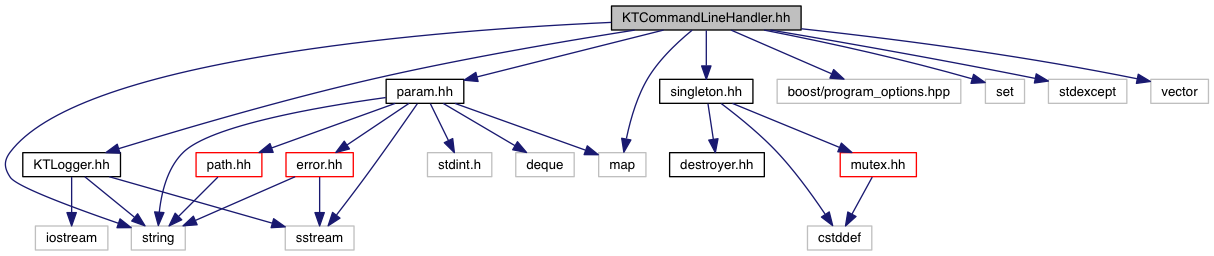 KTCommandLineHandler.hh
param.hh
singleton.hh
boost/program_options.hpp
set
stdexcept
vector
KTLogger.hh
path.hh
error.hh
stdint.h
deque
map
destroyer.hh
mutex.hh
iostream
string
sstream
cstddef